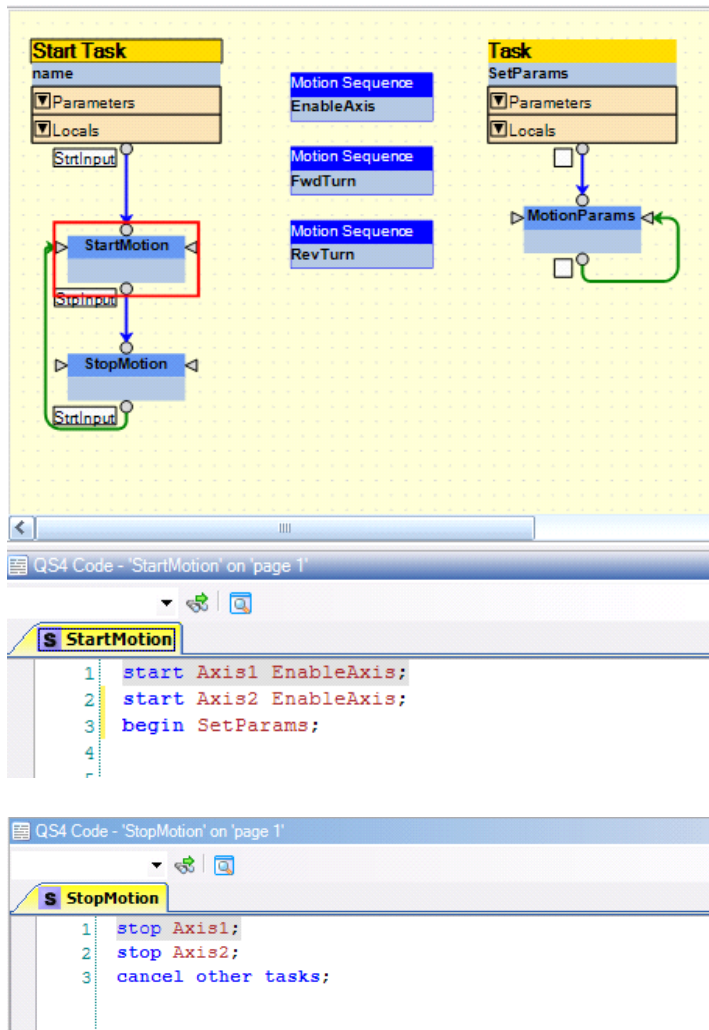 Start Task
name
Parameters
Locals
StrtInput
StartMotion
StpInput
StopMotion
StrtInput
Motion Sequence
EnableAxis
Motion Sequence
FwdTurn
Motion Sequence
RevTurn
Task
SetParams
Parameters
Locals
MotionParams
QS4 Code - 'StartMotion' on 'page 1'
S StartMotion
1 start Axis1 EnableAxis;
2 start Axis2 EnableAxis;
3 begin SetParams;
4
QS4 Code - 'StopMotion' on 'page 1'
S StopMotion
1 stop Axis1;
2 stop Axis2;
3 cancel other tasks;